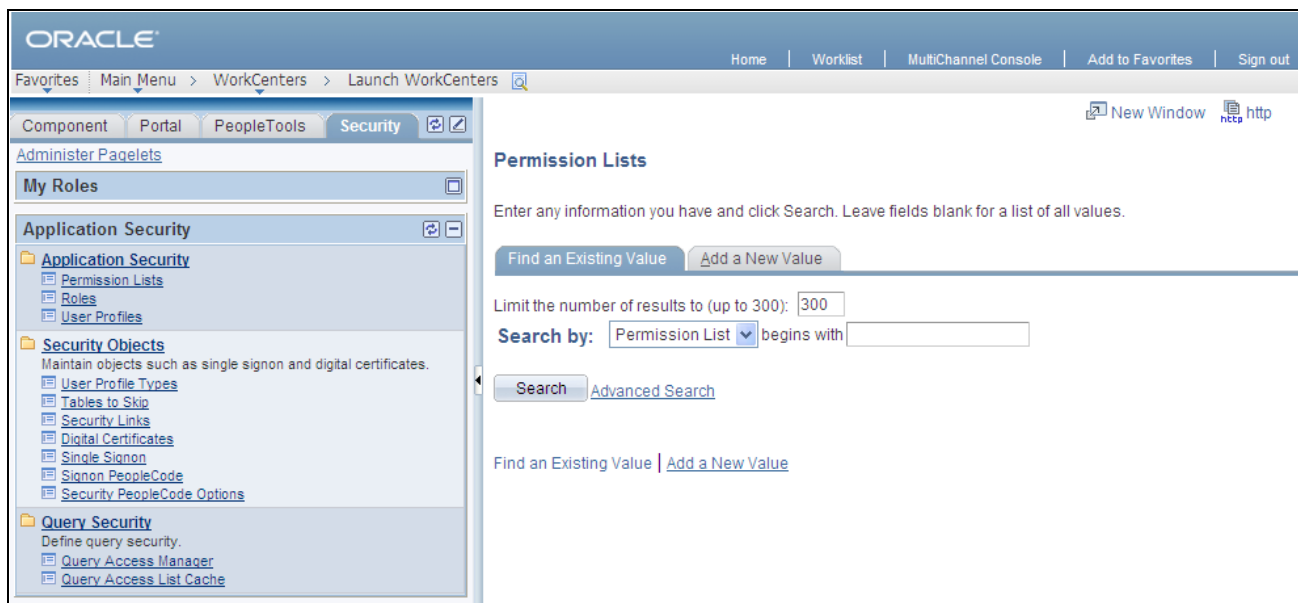 ORACLE
Home | Worklist | MultiChannel Console | Add to Favorites | Sign out
Favorites Main Menu > WorkCenters > Launch WorkCenters
New Window http
Component Portal PeopleTools Security
Administer Pagelets
My Roles
Application Security
Application Security
Permission Lists
Roles
User Profiles
Security Objects
Maintain objects such as single signon and digital certificates.
User Profile Types
Tables to Skip
Security Links
Digital Certificates
Single Signon
Signon PeopleCode
Security PeopleCode Options
Query Security
Define query security.
Query Access Manager
Query Access List Cache
Permission Lists
Enter any information you have and click Search. Leave fields blank for a list of all values.
Find an Existing Value Add a New Value
Limit the number of results to (up to 300): 300
Search by: Permission List begins with
Search Advanced Search
Find an Existing Value | Add a New Value